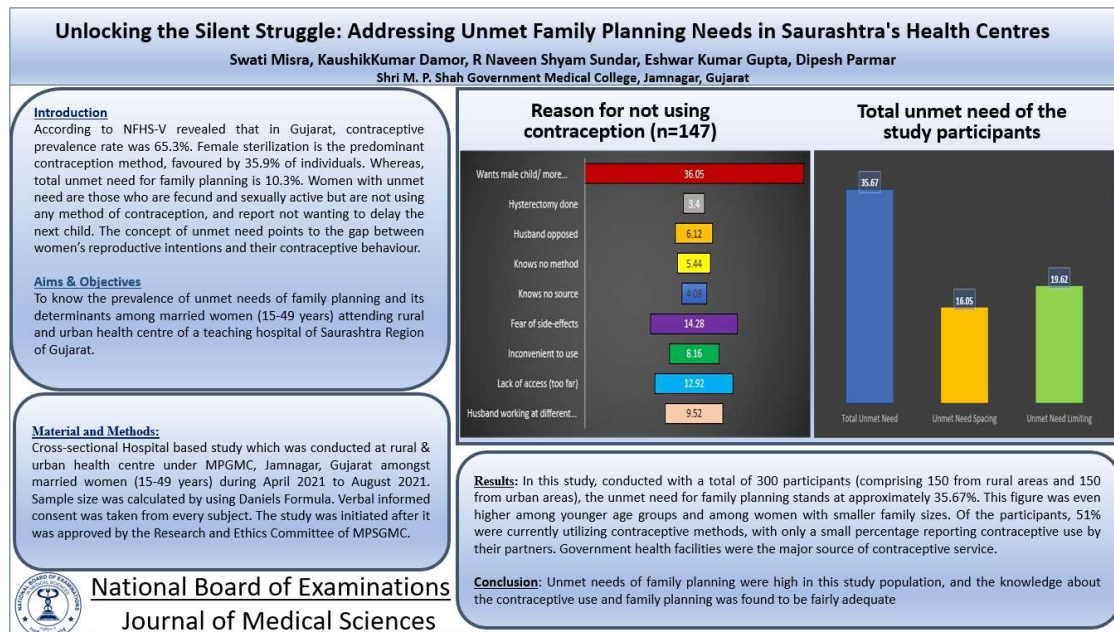 Unlocking the Silent Struggle: Addressing Unmet Family Planning Needs in Saurashtra's Health Centres
Swati Misra, KaushikKumar Damor, R Naveen Shyam Sundar, Eshwar Kumar Gupta, Dipesh Parmar
Shri M. P. Shah Government Medical College, Jamnagar, Gujarat
Introduction
According to NFHS-V revealed that in Gujarat, contraceptive
prevalence rate was 65.3%. Female sterilization is the predominant
contraception method, favoured by 35.9% of individuals. Whereas,
total unmet need for family planning is 10.3%. Women with unmet
need are those who are fecund and sexually active but are not using
any method of contraception, and report not wanting to delay the
next child. The concept of unmet need points to the gap between
women's reproductive intentions and their contraceptive behaviour.
Aims & Objectives
To know the prevalence of unmet needs of family planning and its
determinants among married women (15-49 years) attending rural
and urban health centre of a teaching hospital of Saurashtra Region
of Gujarat.
Material and Methods:
Cross-sectional Hospital based study which was conducted at rural &
urban health centre under MPGMC, Jamnagar, Gujarat amongst
married women (15-49 years) during April 2021 to August 2021.
Sample size was calculated by using Daniels Formula. Verbal informed
consent was taken from every subject. The study was initiated after it
was approved by the Research and Ethics Committee of MPSGMC.
NATIONAL BOARD OF EXAMINATIONS
IN MEDICAL SCIENCES
National Board of Examinations
Journal of Medical Sciences
Reason for not using
contraception (n=147)
Wants male child/ more... 36.05
Hysterectomy done 3.4
Husband opposed 6.12
Knows no method 5.44
Knows no source 4.08
Fear of side-effects 14.28
Inconvenient to use 8.16
Lack of access (too far) 12.92
Husband working at different... 9.52
Total unmet need of the
study participants
35.67
16.05
19.62
Total Unmet Need Unmet Need Spacing Unmet Need Limiting
Results: In this study, conducted with a total of 300 participants (comprising 150 from rural areas and 150
from urban areas), the unmet need for family planning stands at approximately 35.67%. This figure was even
higher among younger age groups and among women with smaller family sizes. Of the participants, 51%
were currently utilizing contraceptive methods, with only a small percentage reporting contraceptive use by
their partners. Government health facilities were the major source of contraceptive service.
Conclusion: Unmet needs of family planning were high in this study population, and the knowledge about
the contraceptive use and family planning was found to be fairly adequate